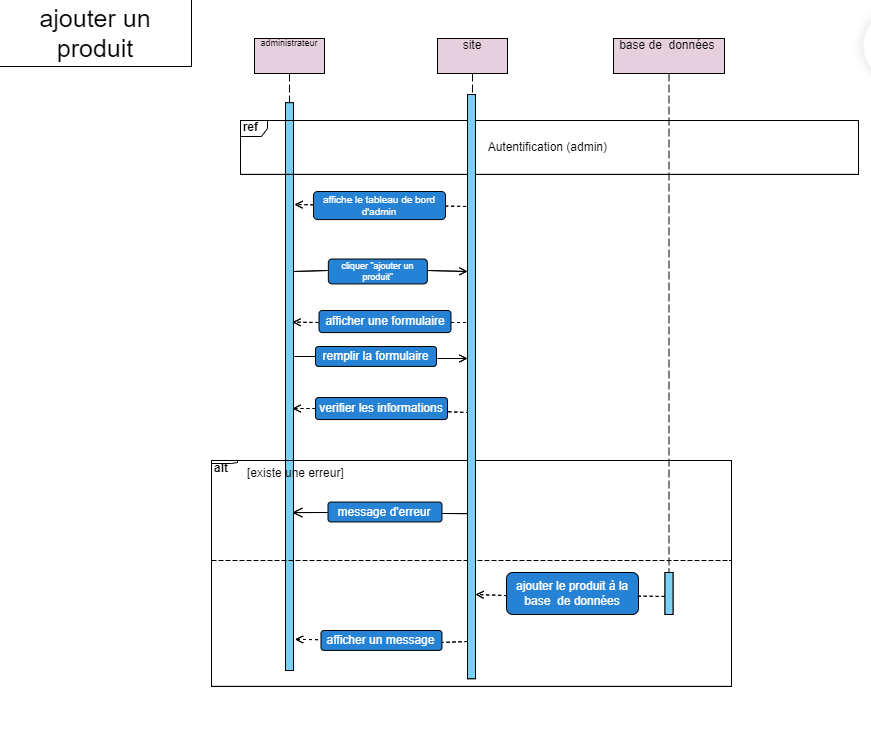 ajouter un
produit
administrateur
site
base de données
ref
Autentification (admin)
affiche le tableau de bord
d'admin
cliquer "ajouter un
produit"
afficher une formulaire
remplir la formulaire
verifier les informations
alt
[existe une erreur]
message d'erreur
ajouter le produit à la
base de données
afficher un message